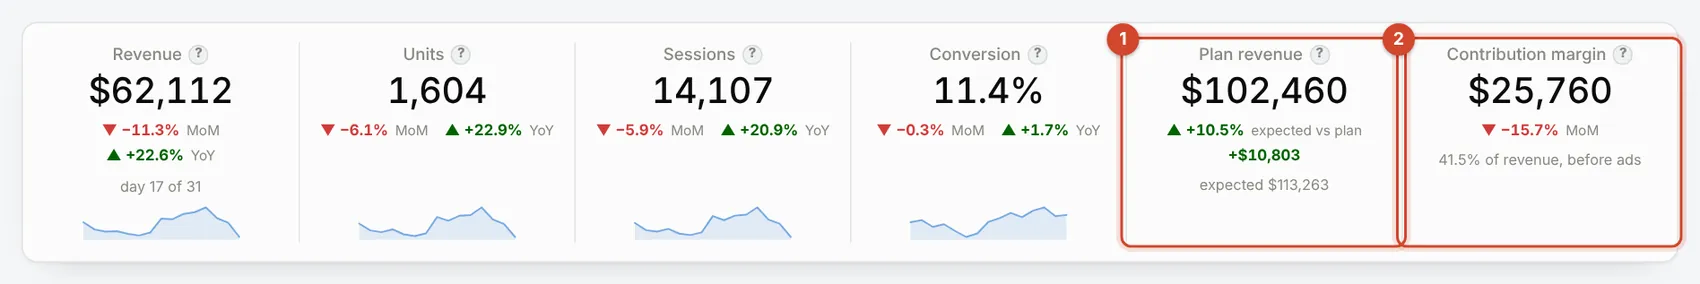 Revenue ?
$62,112
▼ −11.3% MoM
▲ +22.6% YoY
day 17 of 31
Units ?
1,604
▼ −6.1% MoM ▲ +22.9% YoY
Sessions ?
14,107
▼ −5.9% MoM ▲ +20.9% YoY
Conversion ?
11.4%
▼ −0.3% MoM ▲ +1.7% YoY
1
Plan revenue ?
$102,460
▲ +10.5% expected vs plan
+$10,803
expected $113,263
2
Contribution margin ?
$25,760
▼ −15.7% MoM
41.5% of revenue, before ads